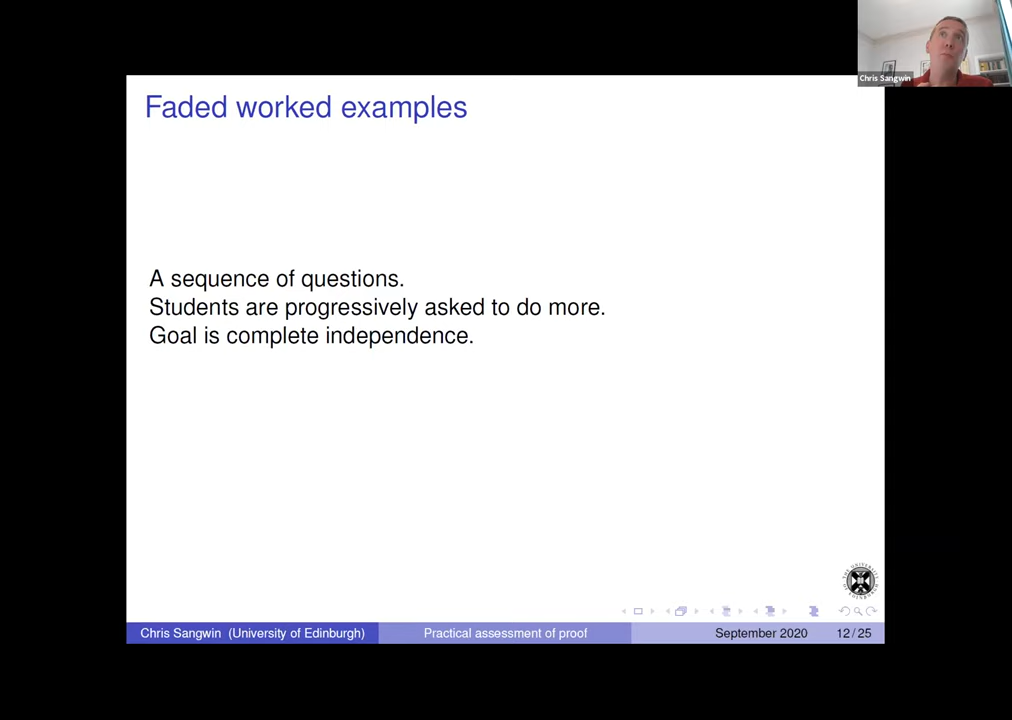 Chris Sangwin
Faded worked examples
A sequence of questions.
Students are progressively asked to do more.
Goal is complete independence.
Chris Sangwin (University of Edinburgh)
Practical assessment of proof
September 2020
12 / 25